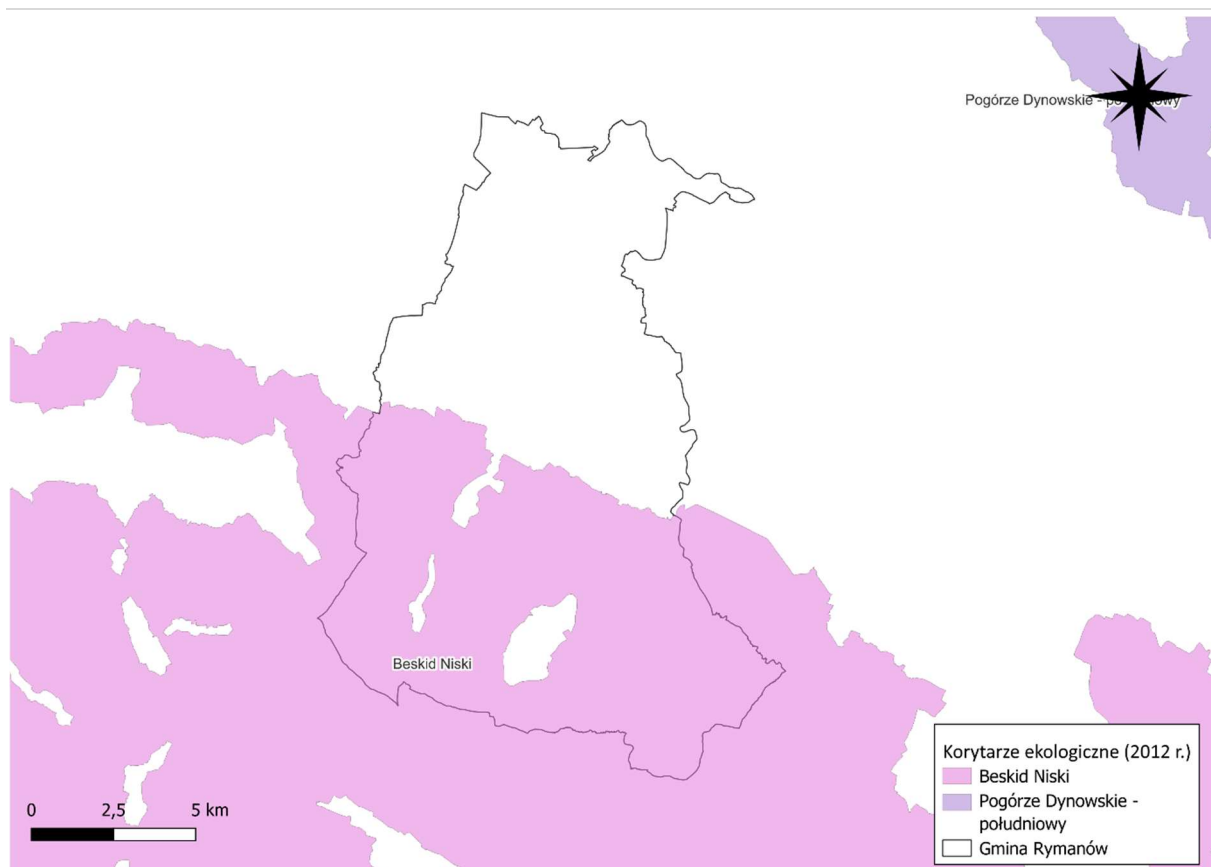 Pogórze Dynowskie - południowy
Beskid Niski
0 2,5 5 km
Korytarze ekologiczne (2012 r.)
Beskid Niski
Pogórze Dynowskie -
południowy
Gmina Rymanów